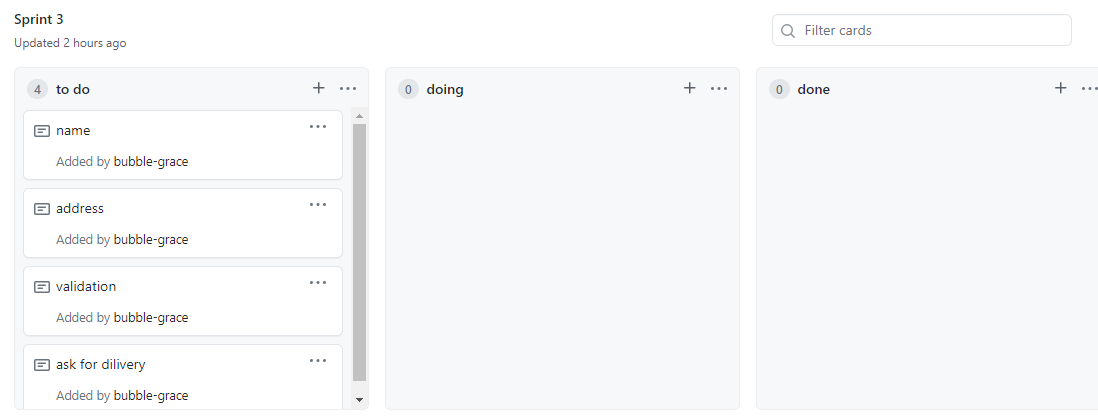 Sprint 3
Updated 2 hours ago
Filter cards
4 to do
name
Added by bubble-grace
address
Added by bubble-grace
validation
Added by bubble-grace
ask for dilivery
Added by bubble-grace
0 doing
0 done